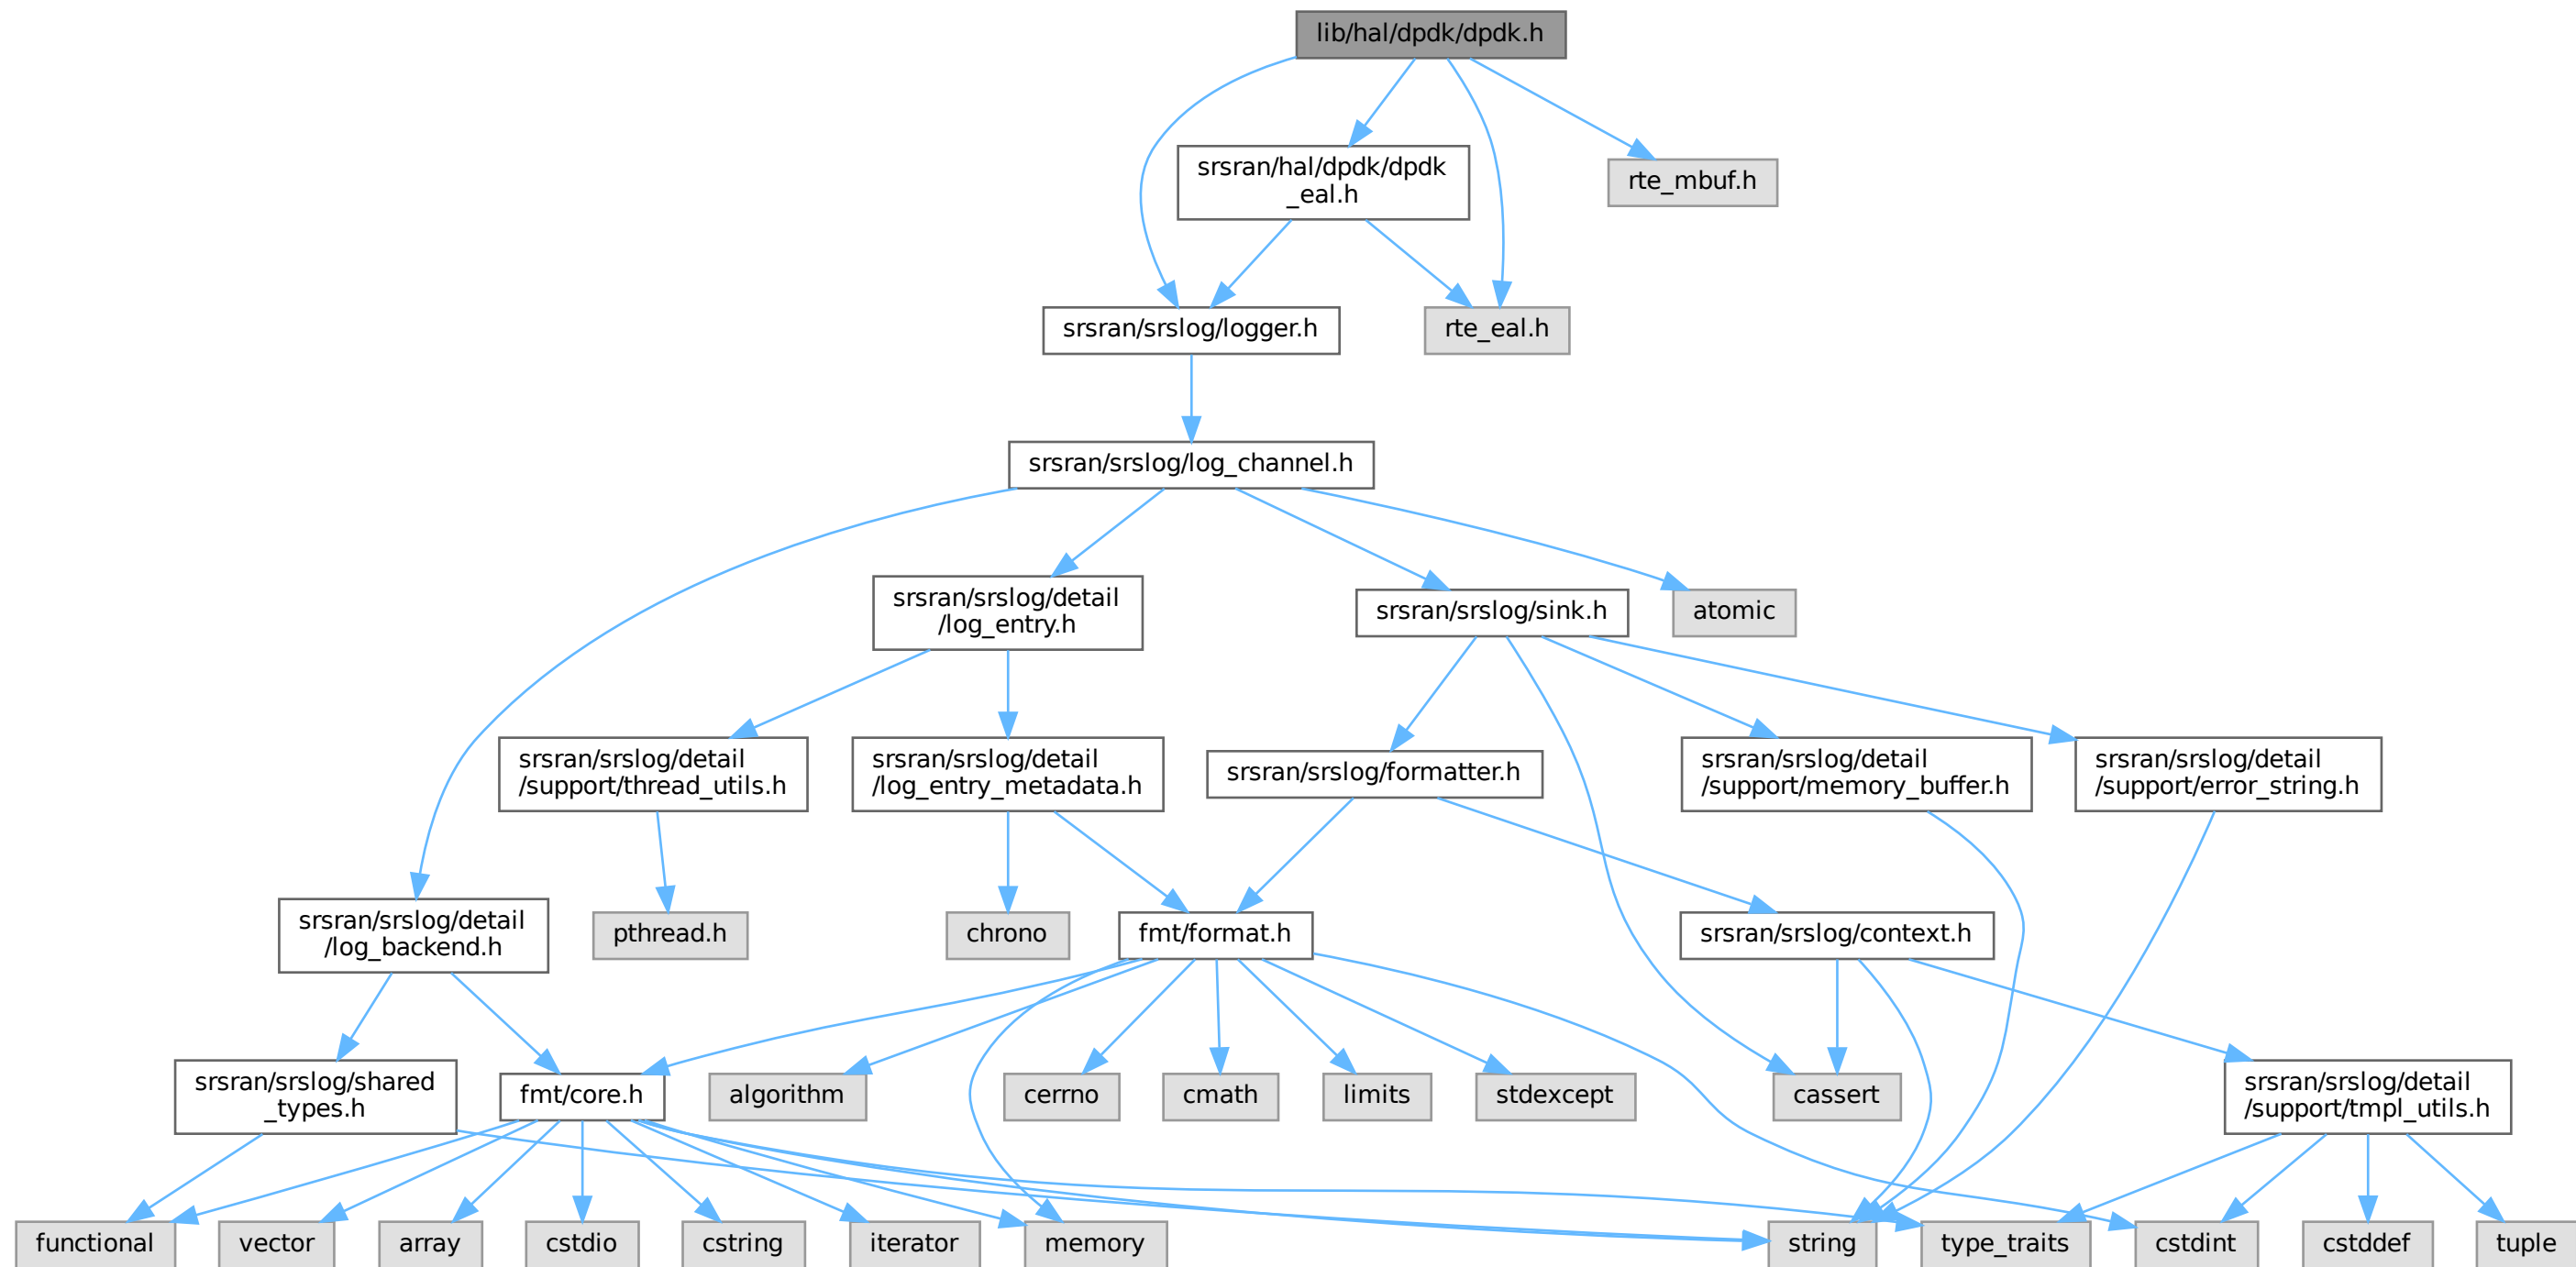 lib/hal/dpdk/dpdk.h
srsran/hal/dpdk/dpdk
_eal.h
rte_mbuf.h
srsran/srslog/logger.h
rte_eal.h
srsran/srslog/log_channel.h
srsran/srslog/detail
/log_entry.h
srsran/srslog/sink.h
atomic
srsran/srslog/detail
/support/thread_utils.h
srsran/srslog/detail
/log_entry_metadata.h
srsran/srslog/formatter.h
srsran/srslog/detail
/support/memory_buffer.h
srsran/srslog/detail
/support/error_string.h
srsran/srslog/detail
/log_backend.h
pthread.h
chrono
fmt/format.h
srsran/srslog/context.h
srsran/srslog/shared
_types.h
fmt/core.h
algorithm
cerrno
cmath
limits
stdexcept
cassert
srsran/srslog/detail
/support/tmpl_utils.h
functional
vector
array
cstdio
cstring
iterator
memory
string
type_traits
cstdint
cstddef
tuple